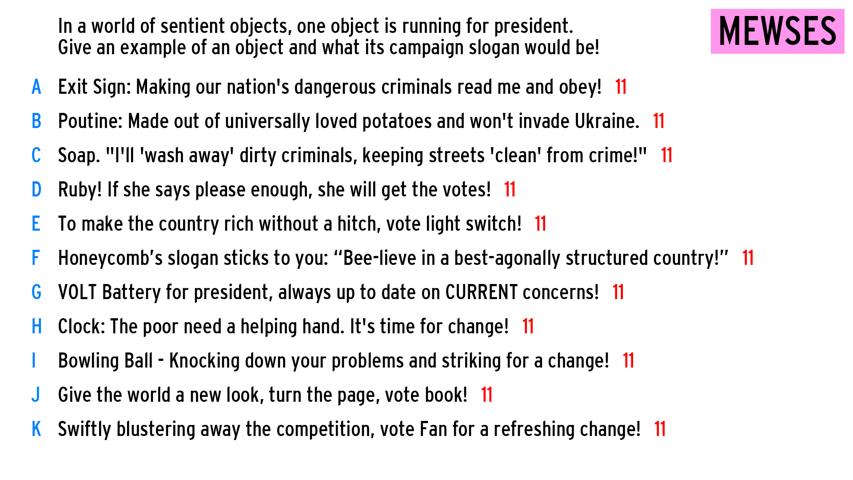 In a world of sentient objects, one object is running for president.
Give an example of an object and what its campaign slogan would be!
MEWSES
A Exit Sign: Making our nation's dangerous criminals read me and obey! 11
B Poutine: Made out of universally loved potatoes and won't invade Ukraine. 11
C Soap. "I'll 'wash away' dirty criminals, keeping streets 'clean' from crime!" 11
D Ruby! If she says please enough, she will get the votes! 11
E To make the country rich without a hitch, vote light switch! 11
F Honeycomb’s slogan sticks to you: “Bee-lieve in a best-agonally structured country!” 11
G VOLT Battery for president, always up to date on CURRENT concerns! 11
H Clock: The poor need a helping hand. It's time for change! 11
I Bowling Ball - Knocking down your problems and striking for a change! 11
J Give the world a new look, turn the page, vote book! 11
K Swiftly blustering away the competition, vote Fan for a refreshing change! 11